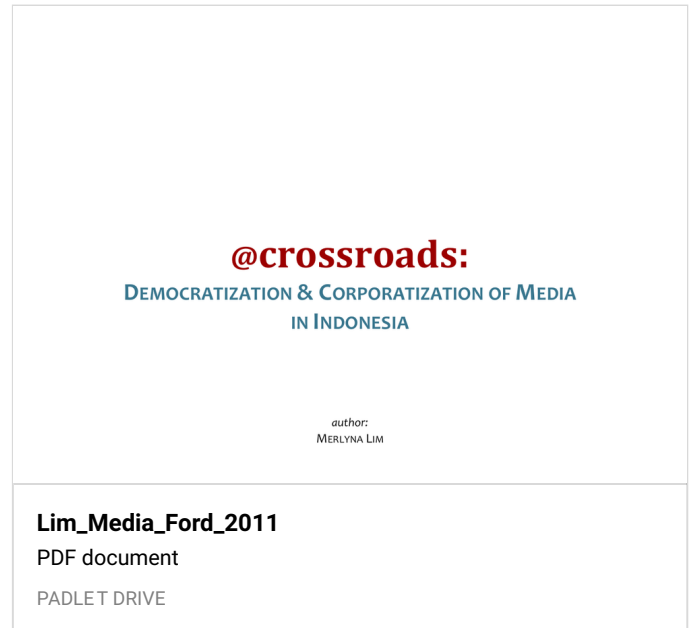 @crossroads:
DEMOCRATIZATION & CORPORATIZATION OF MEDIA
IN INDONESIA
author:
MERLYNA LIM
Lim_Media_Ford_2011
PDF document
PADLET DRIVE